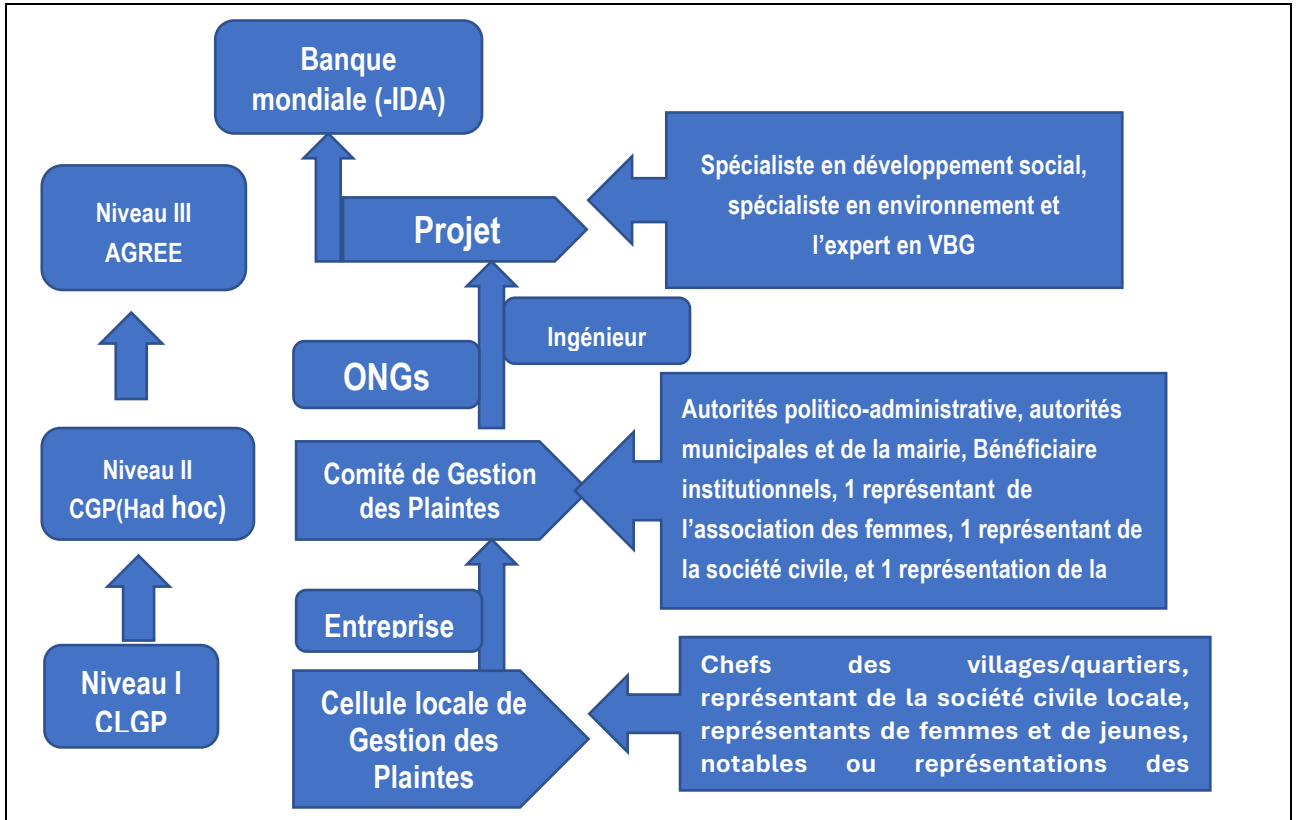 Banque
mondiale (-IDA)
Spécialiste en développement social,
spécialiste en environnement et
l’expert en VBG
Niveau III
AGREE
Projet
Ingénieur
ONGs
Autorités politico-administrative, autorités
municipales et de la mairie, Bénéficiaire
institutionnels, 1 représentant de
l’association des femmes, 1 représentant de
la société civile, et 1 représentation de la
Niveau II
CGP(Had hoc)
Comité de Gestion
des Plaintes
Entreprise
Niveau I
CLGP
Cellule locale de
Gestion des
Plaintes
Chefs des villages/quartiers,
représentant de la société civile locale,
représentants de femmes et de jeunes,
notables ou représentations des